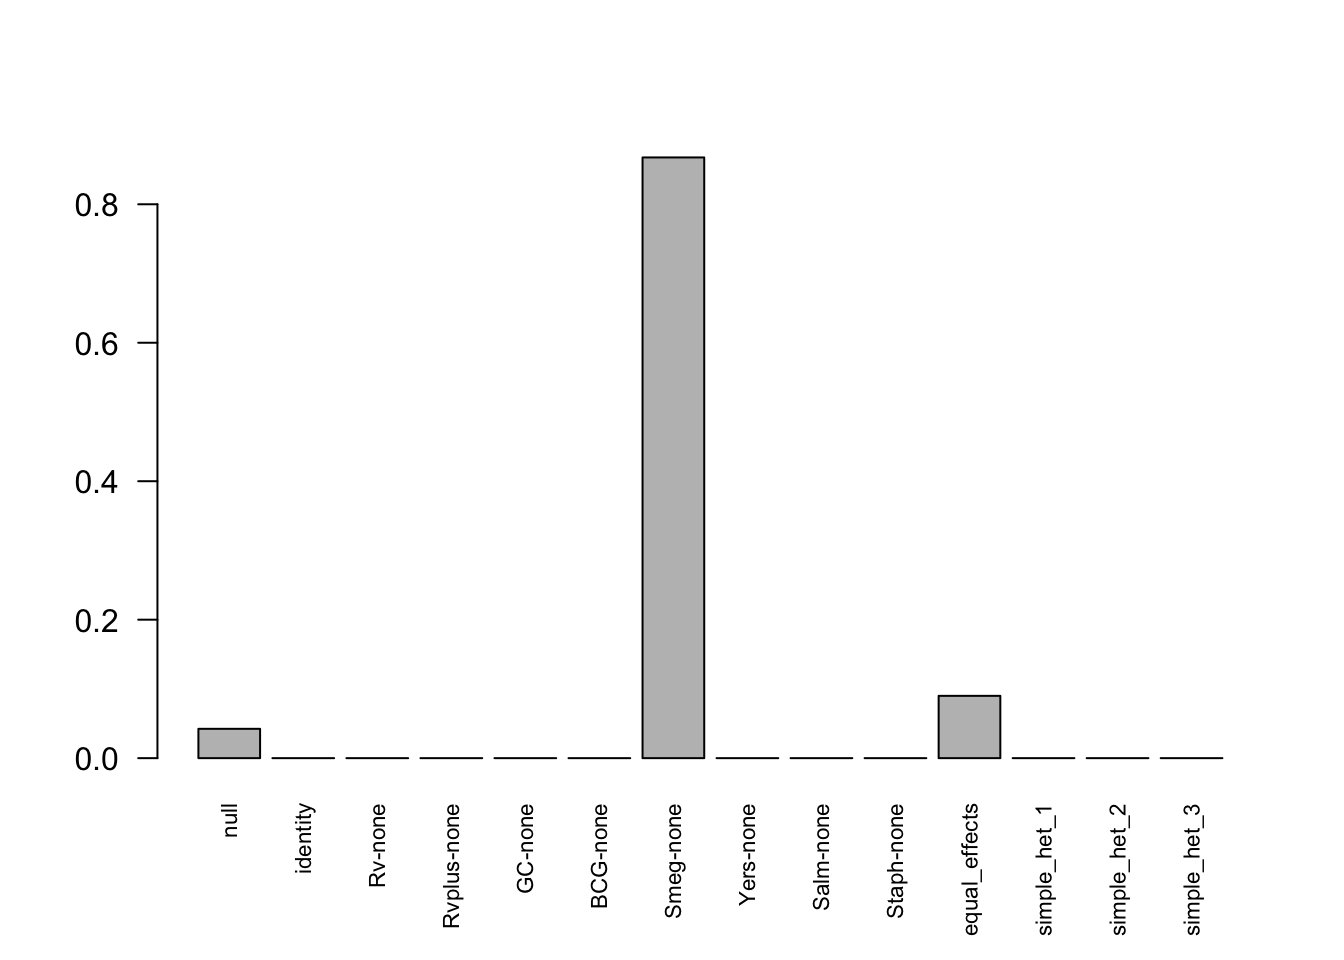 0.8
0.6
0.4
0.2
0.0
null
identity
Rv-none
Rvplus-none
GC-none
BCG-none
Smeg-none
Yers-none
Salm-none
Staph-none
equal_effects
simple_het_1
simple_het_2
simple_het_3